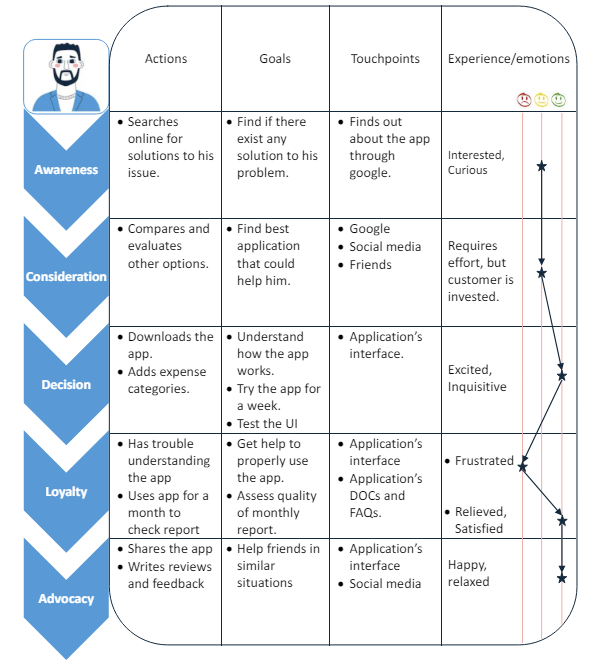 Actions
Goals
Touchpoints
Experience/emotions
Awareness
• Searches
online for
solutions to his
issue.
• Find if there
exist any
solution to his
problem.
• Finds out
about the app
through
google.
Interested,
Curious
Consideration
• Compares and
evaluates
other options.
• Find best
application
that could
help him.
• Google
• Social media
• Friends
Requires
effort, but
customer is
invested.
Decision
• Downloads the
app.
• Adds expense
categories.
• Understand
how the app
works.
• Try the app for
a week.
• Test the UI
• Application's
interface.
Excited,
Inquisitive
Loyalty
• Has trouble
understanding
the app
• Uses app for a
month to
check report
• Get help to
properly use
the app.
• Assess quality
of monthly
report.
• Application's
interface
• Application's
DOCs and
FAQs.
• Frustrated
• Relieved,
Satisfied
Advocacy
• Shares the app
• Writes reviews
and feedback
• Help friends in
similar
situations
• Application's
interface
• Social media
Happy,
relaxed